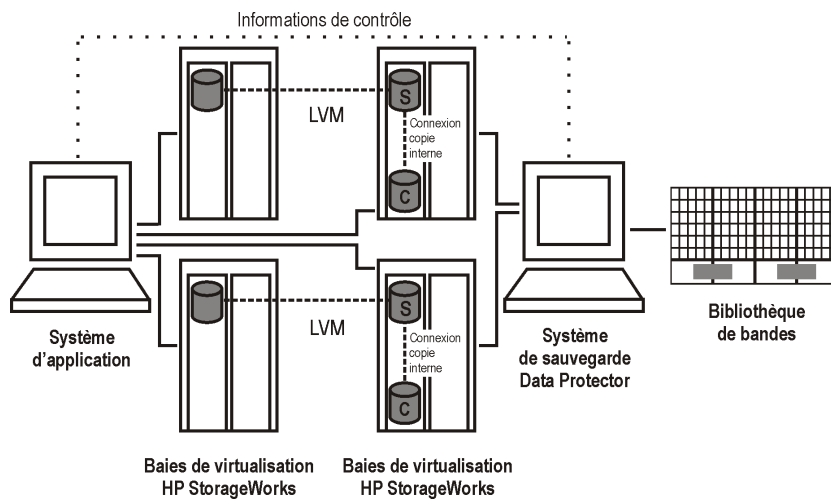 Informations de contrôle
S
LVM
Connexion
copie
interne
C
S
LVM
Connexion
copie
interne
C
Système
d'application
Système
de sauvegarde
Data Protector
Bibliothèque
de bandes
Baies de virtualisation
HP StorageWorks
Baies de virtualisation
HP StorageWorks